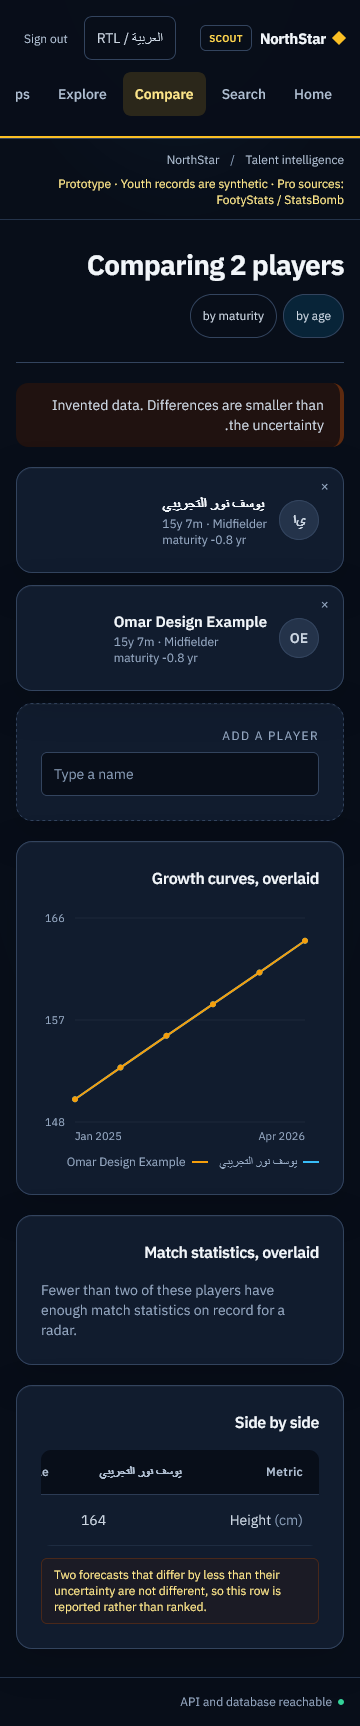 NorthStar
SCOUT
RTL / العربية
Sign out
Home
Search
Compare
Explore
ps
NorthStar / Talent intelligence
Prototype · Youth records are synthetic · Pro sources:
FootyStats / StatsBomb
Comparing 2 players
by age
by maturity
Invented data. Differences are smaller than
.the uncertainty
×
يوسف نور التجريبي
15y 7m · Midfielder
maturity -0.8 yr
×
OE
Omar Design Example
15y 7m · Midfielder
maturity -0.8 yr
ADD A PLAYER
Type a name
Growth curves, overlaid
166
157
148
Jan 2025
Apr 2026
يوسف نور التجريبي
Omar Design Example
Match statistics, overlaid
Fewer than two of these players have
enough match statistics on record for a
radar.
Side by side
Metric
يوسف نور التجريبي
Height (cm)
164
Two forecasts that differ by less than their
uncertainty are not different, so this row is
reported rather than ranked.
API and database reachable